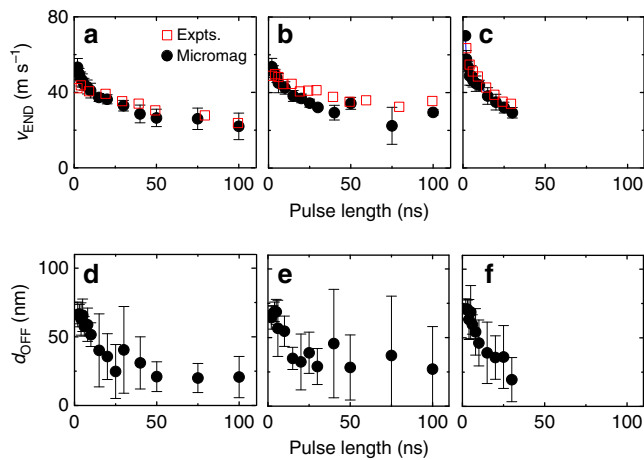 a
b
c
Expts.
Micromag
80
40
0
v_END (m s⁻¹)
0 50 100 0 50 100 0 50 100
Pulse length (ns) Pulse length (ns) Pulse length (ns)
d
e
f
100
50
0
d_OFF (nm)
0 50 100 0 50 100 0 50 100
Pulse length (ns) Pulse length (ns) Pulse length (ns)